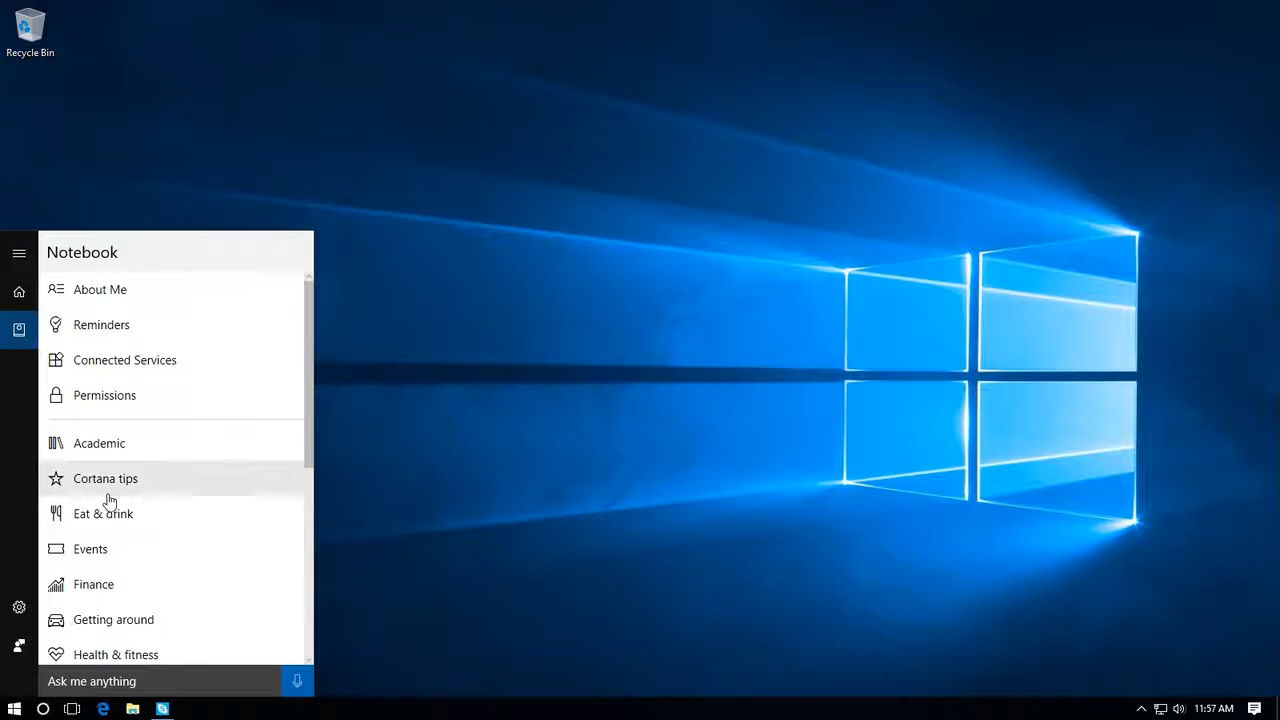 Recycle Bin
Notebook
About Me
Reminders
Connected Services
Permissions
Academic
Cortana tips
Eat & drink
Events
Finance
Getting around
Health & fitness
Ask me anything
11:57 AM